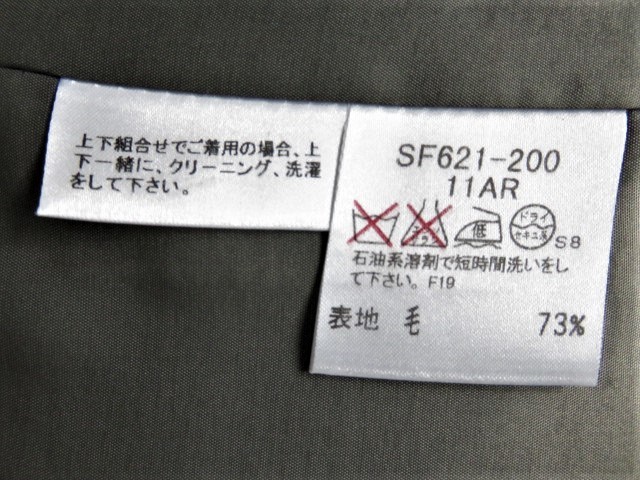 上下組合せでご着用の場合、上
下一緒に、クリーニング、洗濯
をして下さい。
SF621-200
11AR
低
ドライ
セキユ系
S8
石油系溶剤で短時間洗いをし
て下さい。F19
表地 毛 73%